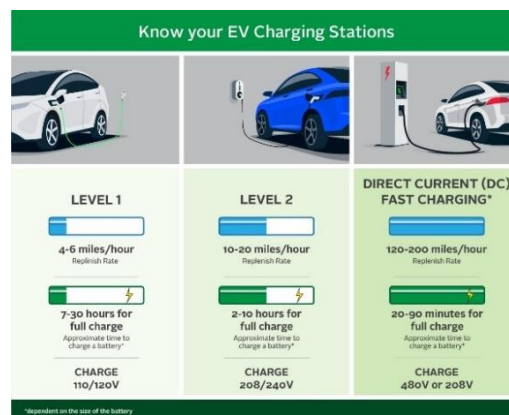 Know your EV Charging Stations
LEVEL 1
4-6 miles/hour
Replinish Rate
7-30 hours for
full charge
Approximate time to
charge a battery*
CHARGE
110/120V
LEVEL 2
10-20 miles/hour
Replenish Rate
2-10 hours for
full charge
Approximate time to
charge a battery*
CHARGE
208/240V
DIRECT CURRENT (DC)
FAST CHARGING*
120-200 miles/hour
Replenish Rate
20-90 minutes for
full charge
Approximate time to
charge a battery*
CHARGE
480V or 208V
*dependent on the size of the battery